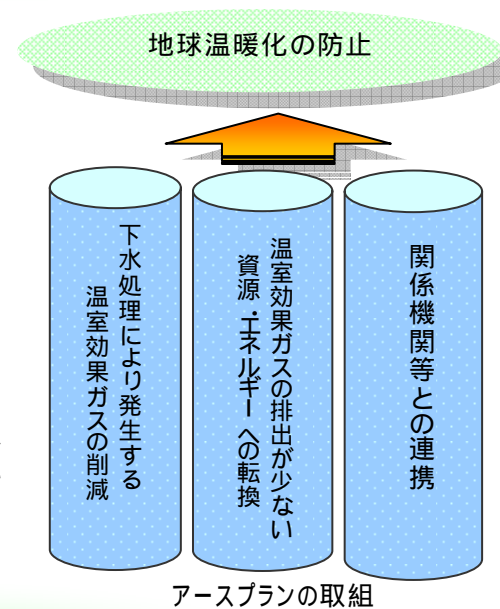 地球温暖化の防止
下水処理により発生する
温室効果ガスの削減
温室効果ガスの排出が少ない
資源・エネルギーへの転換
関係機関等との連携
アースプランの取組